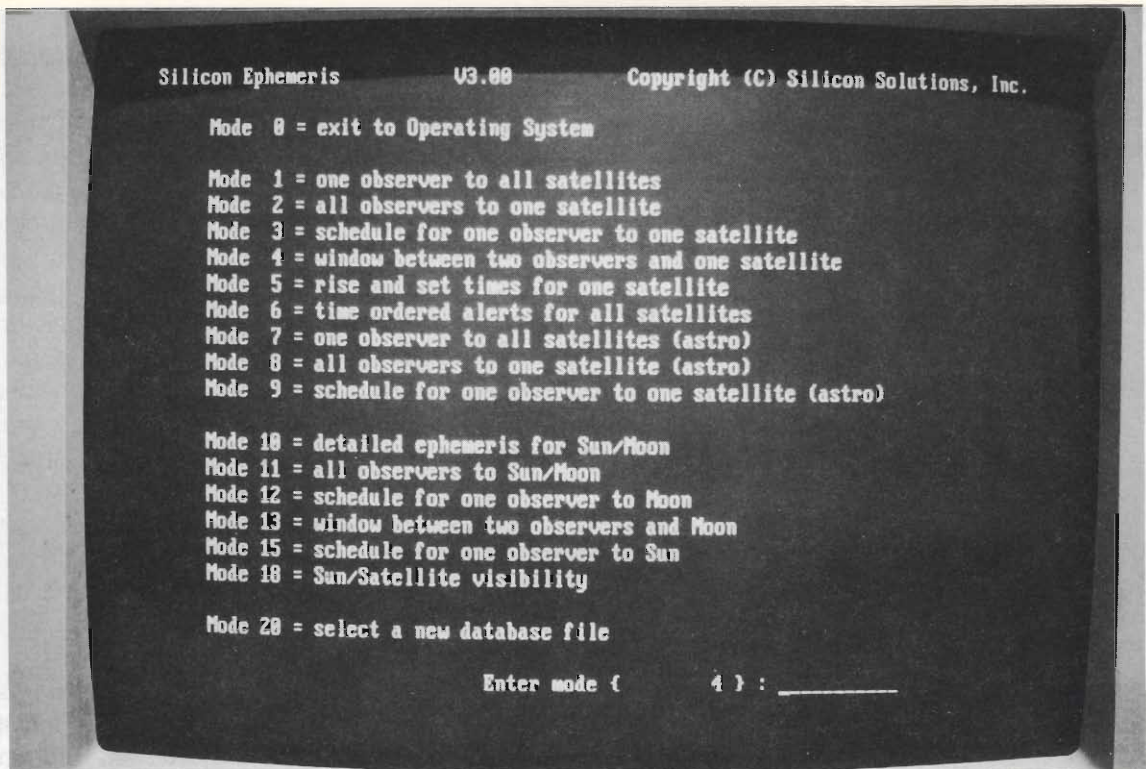 Silicon Ephemeris V3.00 Copyright (C) Silicon Solutions, Inc.
Mode 0 = exit to Operating System
Mode 1 = one observer to all satellites
Mode 2 = all observers to one satellite
Mode 3 = schedule for one observer to one satellite
Mode 4 = window between two observers and one satellite
Mode 5 = rise and set times for one satellite
Mode 6 = time ordered alerts for all satellites
Mode 7 = one observer to all satellites (astro)
Mode 8 = all observers to one satellite (astro)
Mode 9 = schedule for one observer to one satellite (astro)
Mode 10 = detailed ephemeris for Sun/Moon
Mode 11 = all observers to Sun/Moon
Mode 12 = schedule for one observer to Moon
Mode 13 = window between two observers and Moon
Mode 15 = schedule for one observer to Sun
Mode 18 = Sun/Satellite visibility
Mode 20 = select a new database file
Enter mode { 4 } : __________